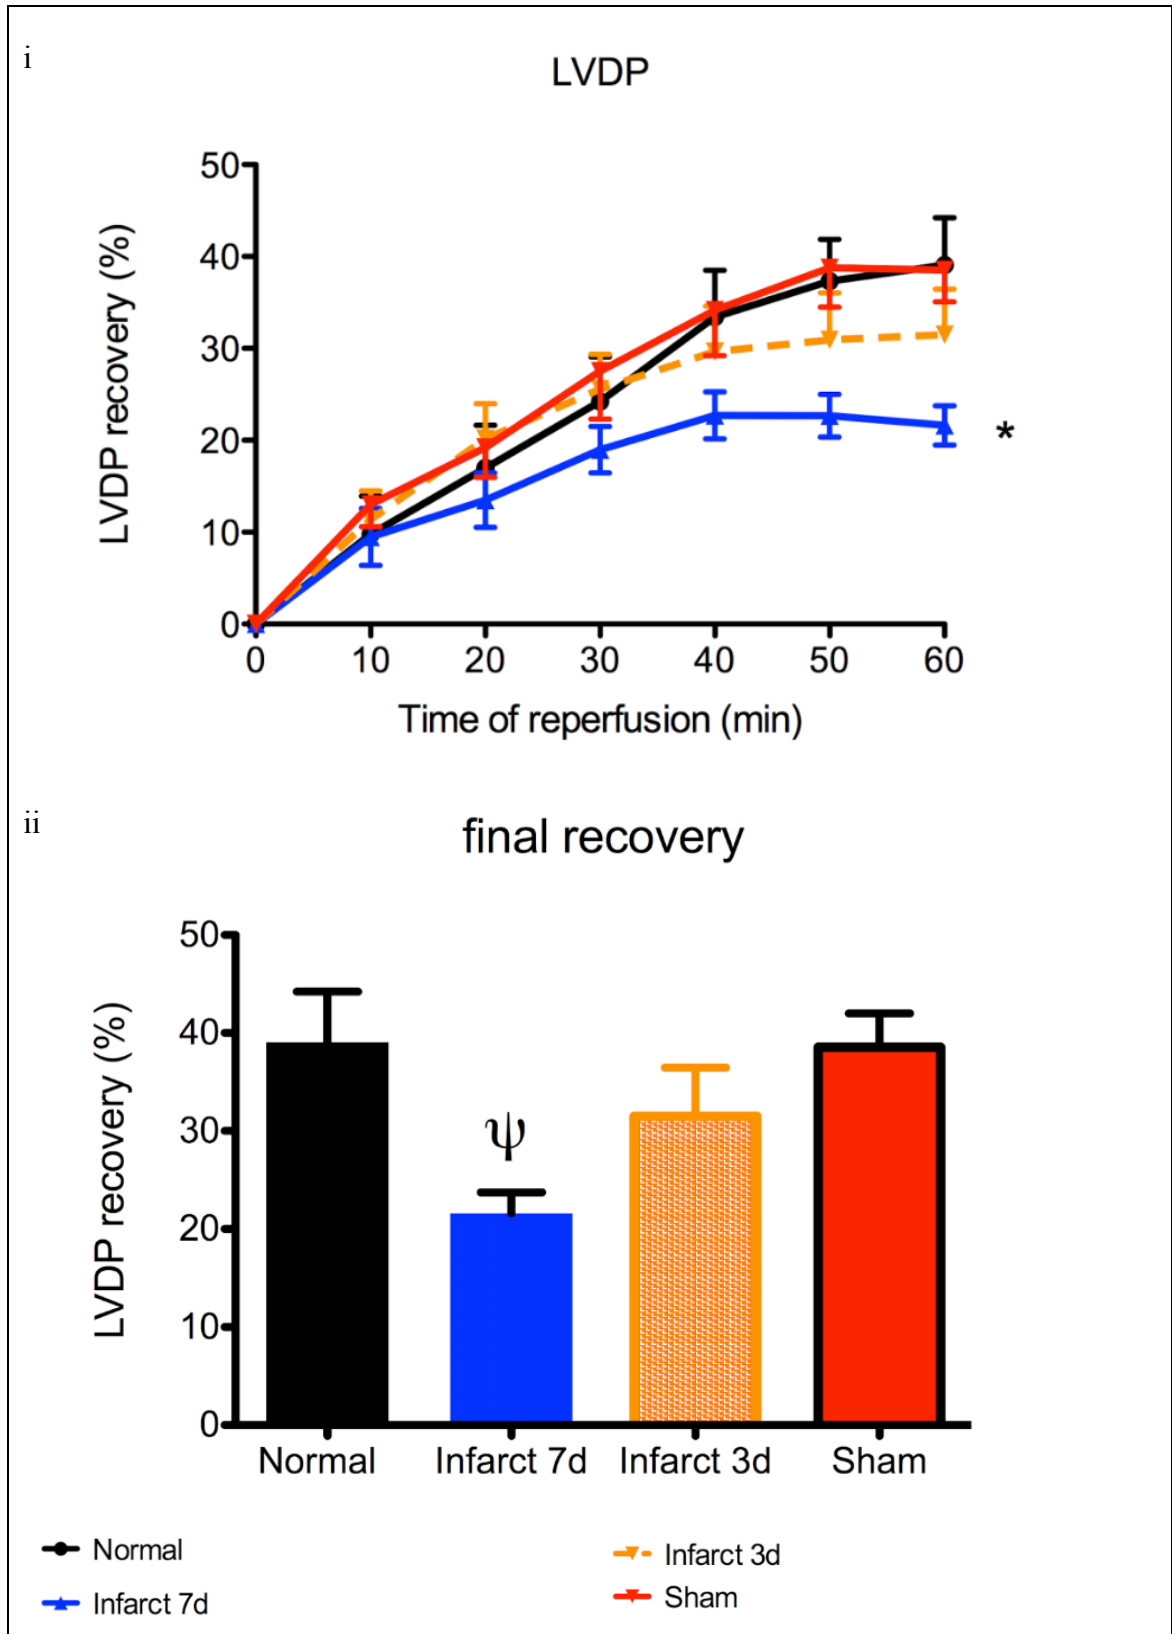 i
LVDP
50
40
30
20
10
0
LVDP recovery (%)
*
0 10 20 30 40 50 60
Time of reperfusion (min)
ii
final recovery
50
40
30
20
10
0
LVDP recovery (%)
ψ
Normal Infarct 7d Infarct 3d Sham
Normal
Infarct 3d
Infarct 7d
Sham